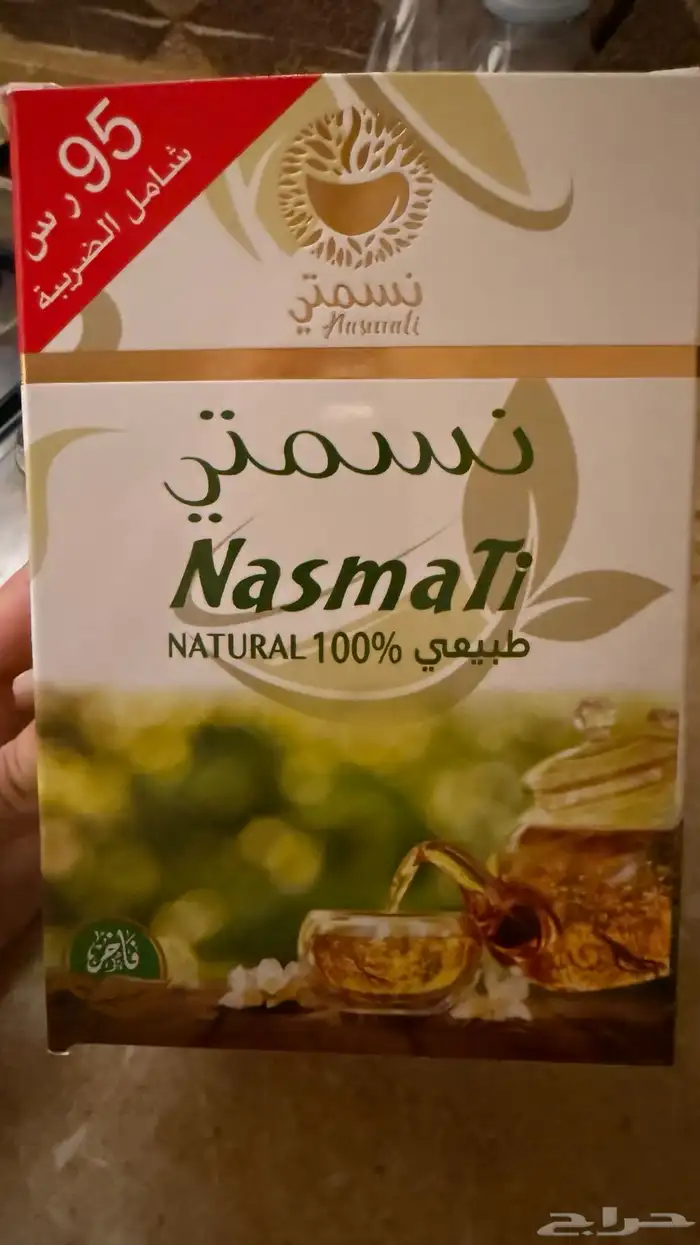 95 ر س
شامل الضريبة
نسمتي
Nasmati
نسمتي
NasmaTi
NATURAL 100% طبيعي
فاخر
حراج